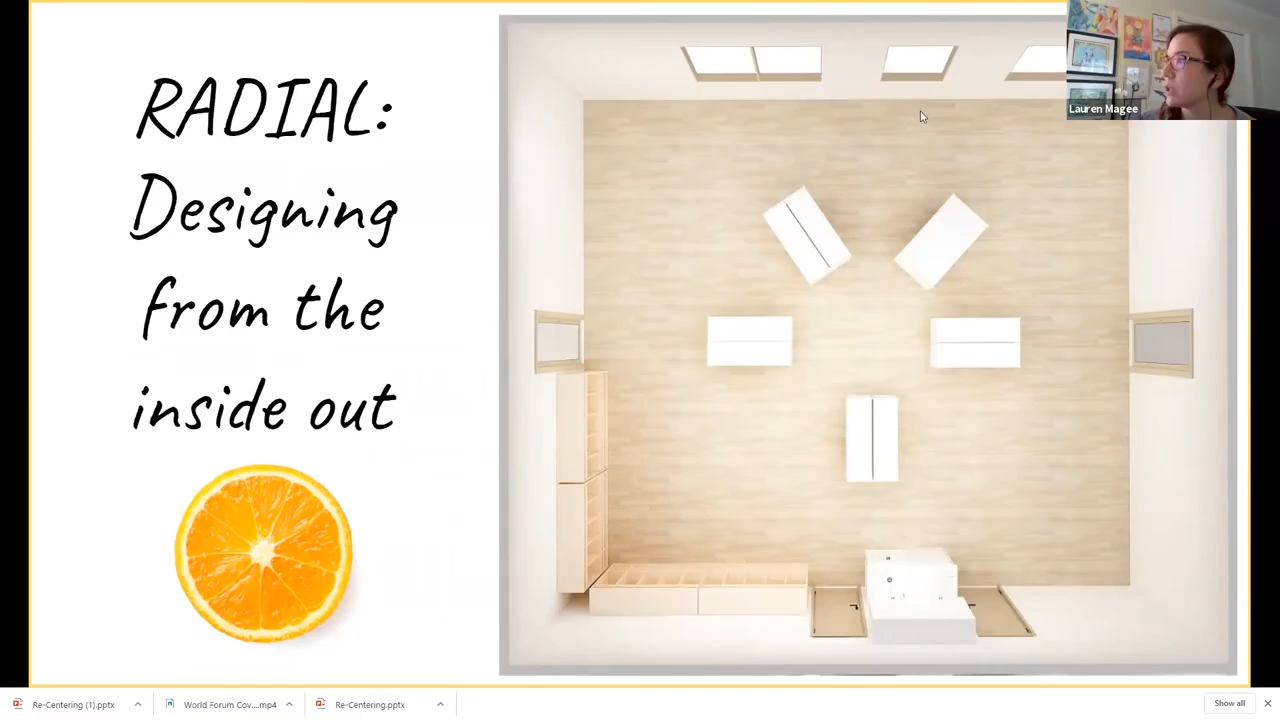 RADIAL:
Designing
from the
inside out
Lauren Magee
Re-Centering (1).pptx
World Forum Cov....mp4
Re-Centering.pptx
Show all